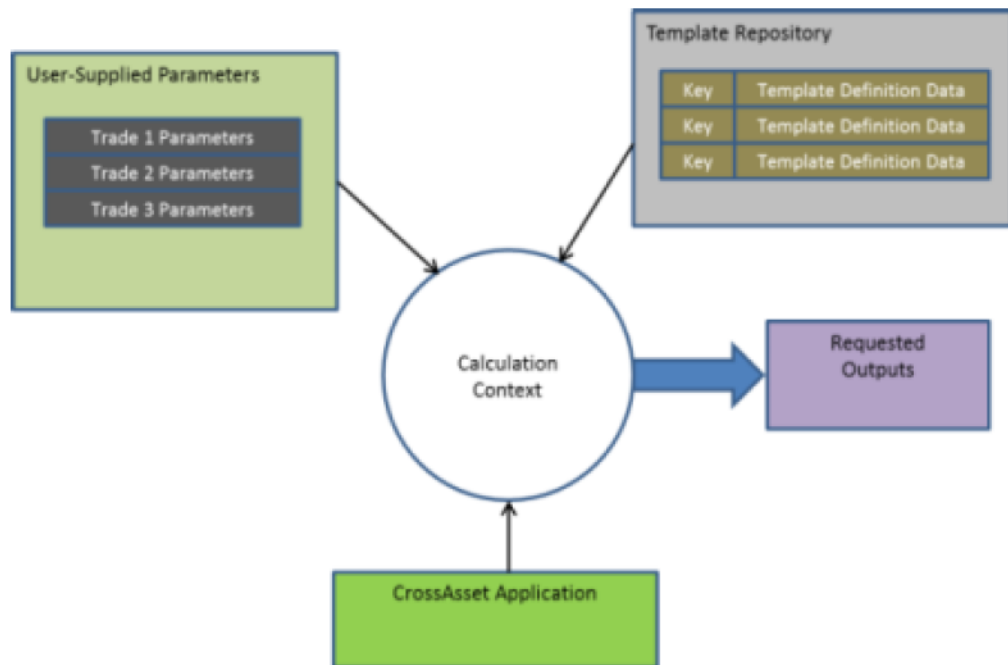 User-Supplied Parameters
Trade 1 Parameters
Trade 2 Parameters
Trade 3 Parameters
Template Repository
Key Template Definition Data
Key Template Definition Data
Key Template Definition Data
Calculation
Context
Requested
Outputs
CrossAsset Application